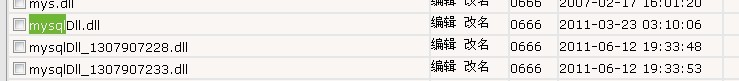 mys.dll 编辑 改名 0666 2007-02-17 16:01:20
mysqlDll.dll 编辑 改名 0666 2011-03-23 03:10:06
mysqlDll_1307907228.dll 编辑 改名 0666 2011-06-12 19:33:48
mysqlDll_1307907233.dll 编辑 改名 0666 2011-06-12 19:33:53